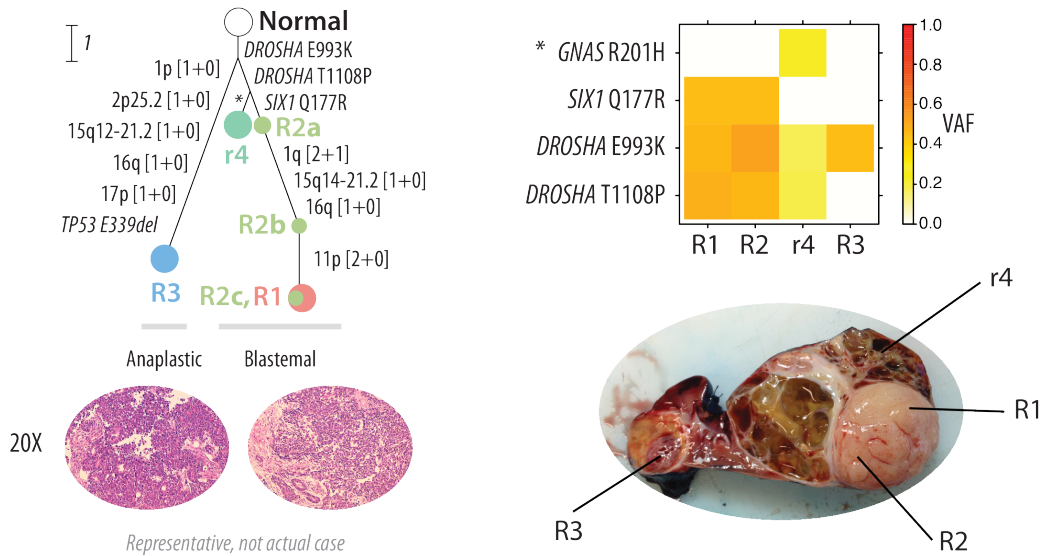 1
Normal
DROSHA E993K
1p [1+0]
DROSHA T1108P
2p25.2 [1+0]
*
SIX1 Q177R
15q12-21.2 [1+0]
R2a
r4
1q [2+1]
16q [1+0]
15q14-21.2 [1+0]
17p [1+0]
16q [1+0]
TP53 E339del
R2b
11p [2+0]
R3
R2c, R1
Anaplastic
Blastemal
20X
Representative, not actual case
* GNAS R201H
SIX1 Q177R
DROSHA E993K
DROSHA T1108P
R1 R2 r4 R3
1.0
0.8
0.6
0.4
0.2
0.0
VAF
r4
R1
R3
R2